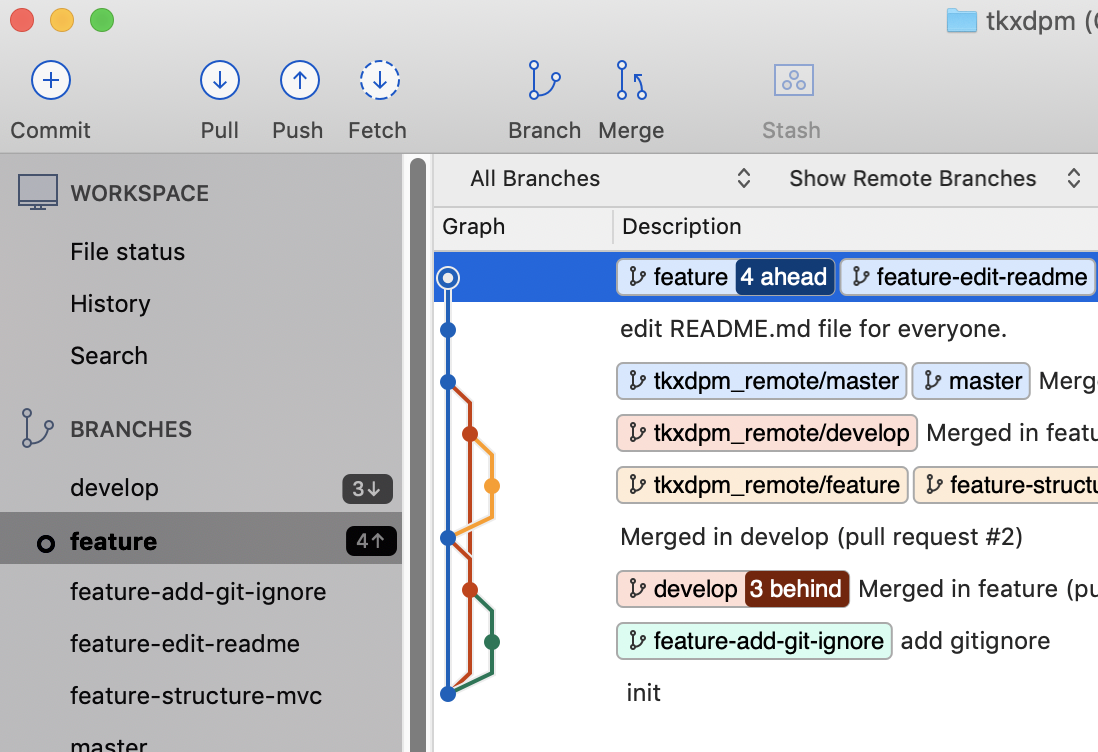 tkxdpm (
Commit Pull Push Fetch Branch Merge Stash
WORKSPACE
File status
History
Search
BRANCHES
develop 3↓
feature 4↑
feature-add-git-ignore
feature-edit-readme
feature-structure-mvc
master
All Branches Show Remote Branches
Graph Description
feature 4 ahead feature-edit-readme
edit README.md file for everyone.
tkxdpm_remote/master master Merg
tkxdpm_remote/develop Merged in featu
tkxdpm_remote/feature feature-structu
Merged in develop (pull request #2)
develop 3 behind Merged in feature (pu
feature-add-git-ignore add gitignore
init